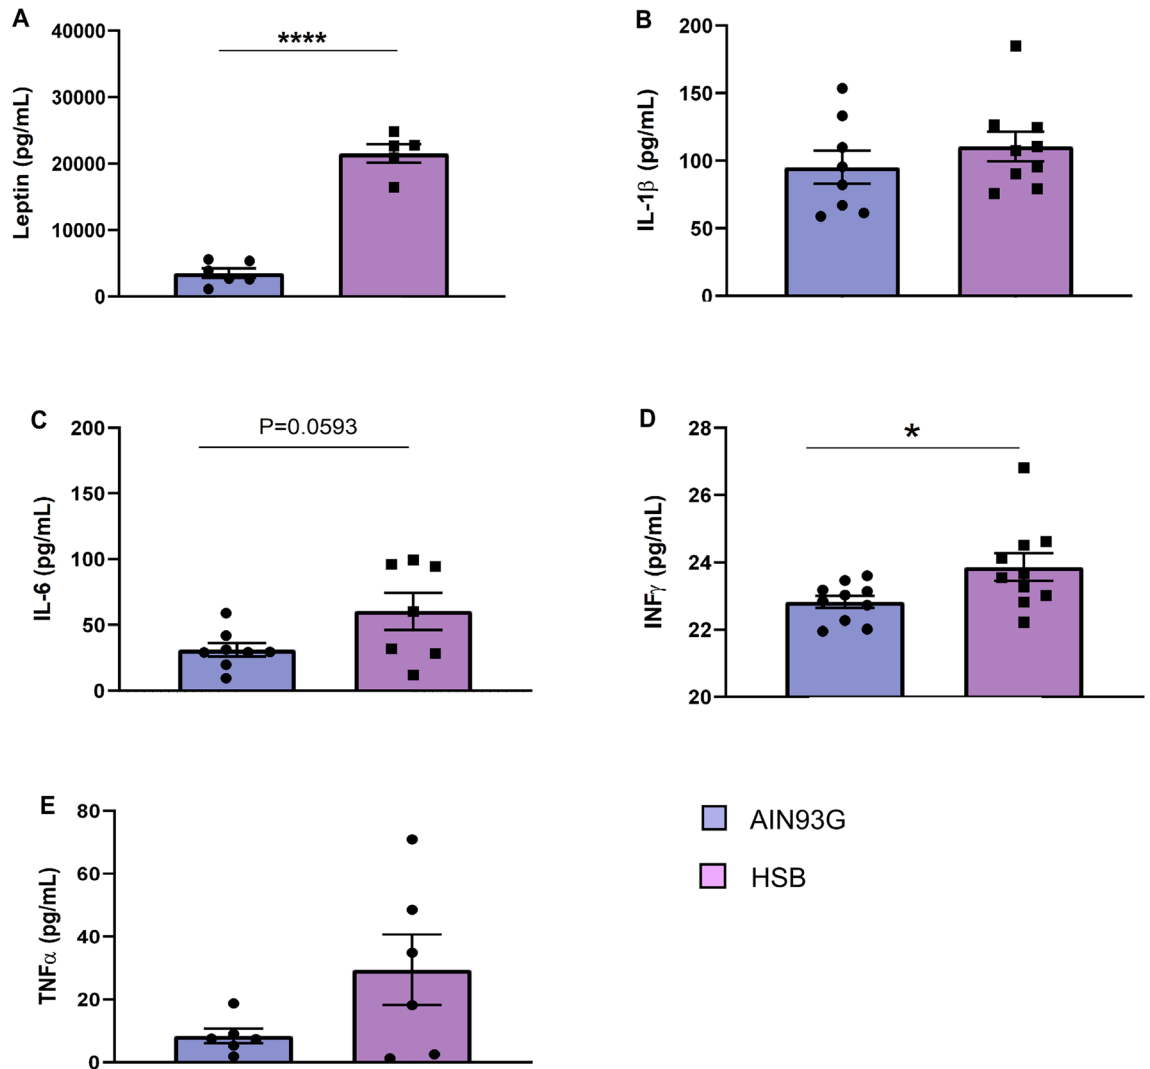 A
Leptin (pg/mL)
40000
30000
20000
10000
0
****
B
IL-1β (pg/mL)
200
150
100
50
0
C
IL-6 (pg/mL)
200
150
100
50
0
P=0.0593
D
INFγ (pg/mL)
28
26
24
22
20
*
E
TNFα (pg/mL)
80
60
40
20
0
AIN93G
HSB